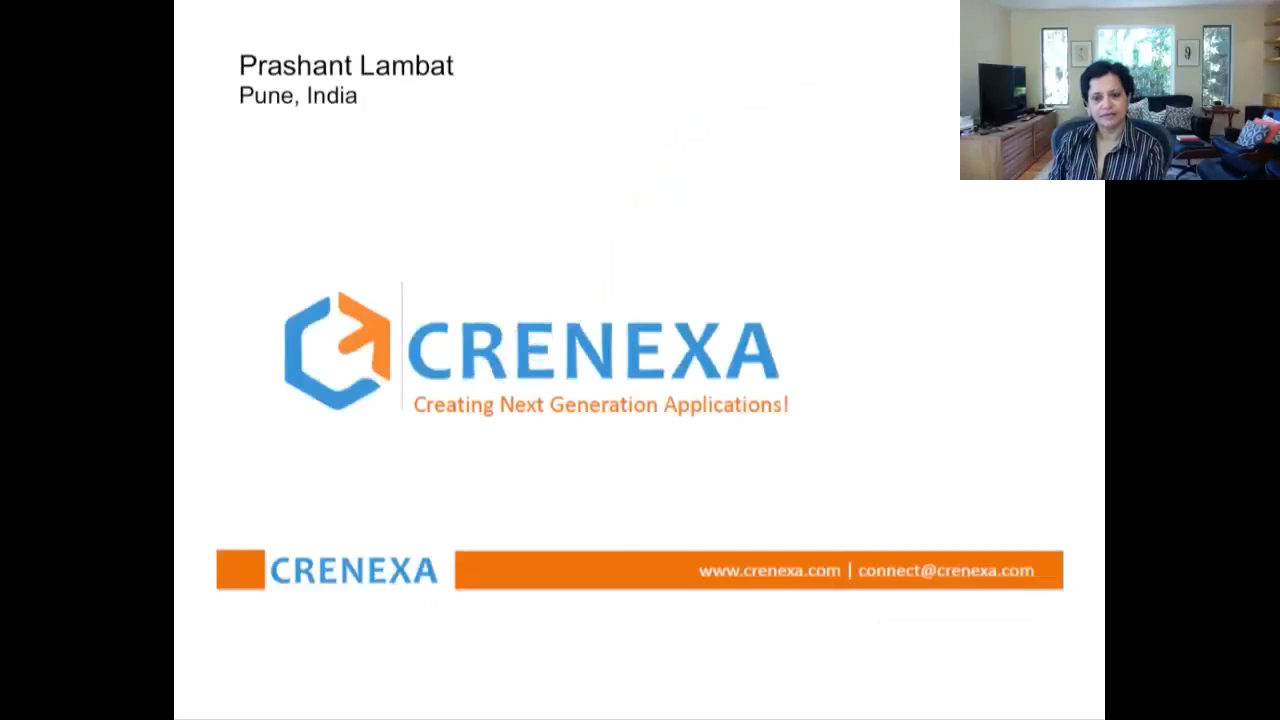 Prashant Lambat
Pune, India
CRENEXA
Creating Next Generation Applications!
CRENEXA
www.crenexa.com | connect@crenexa.com